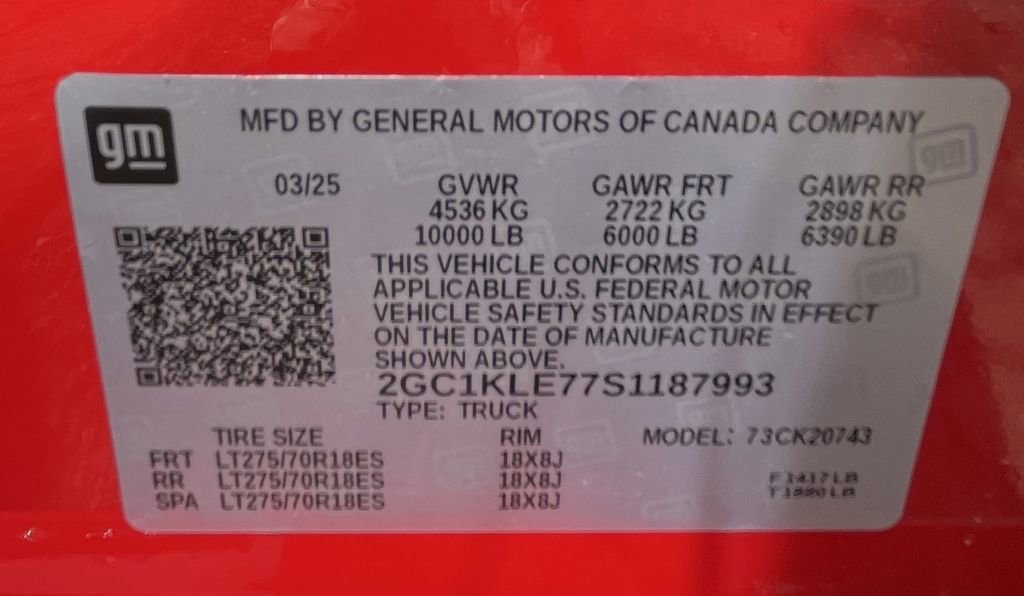 gm
MFD BY GENERAL MOTORS OF CANADA COMPANY
03/25 GVWR GAWR FRT GAWR RR
4536 KG 2722 KG 2898 KG
10000 LB 6000 LB 6390 LB
THIS VEHICLE CONFORMS TO ALL
APPLICABLE U.S. FEDERAL MOTOR
VEHICLE SAFETY STANDARDS IN EFFECT
ON THE DATE OF MANUFACTURE
SHOWN ABOVE.
2GC1KLE77S1187993
TYPE: TRUCK
TIRE SIZE RIM MODEL: 73CK20743
FRT LT275/70R18ES 18X8J
RR LT275/70R18ES 18X8J
SPA LT275/70R18ES 18X8J